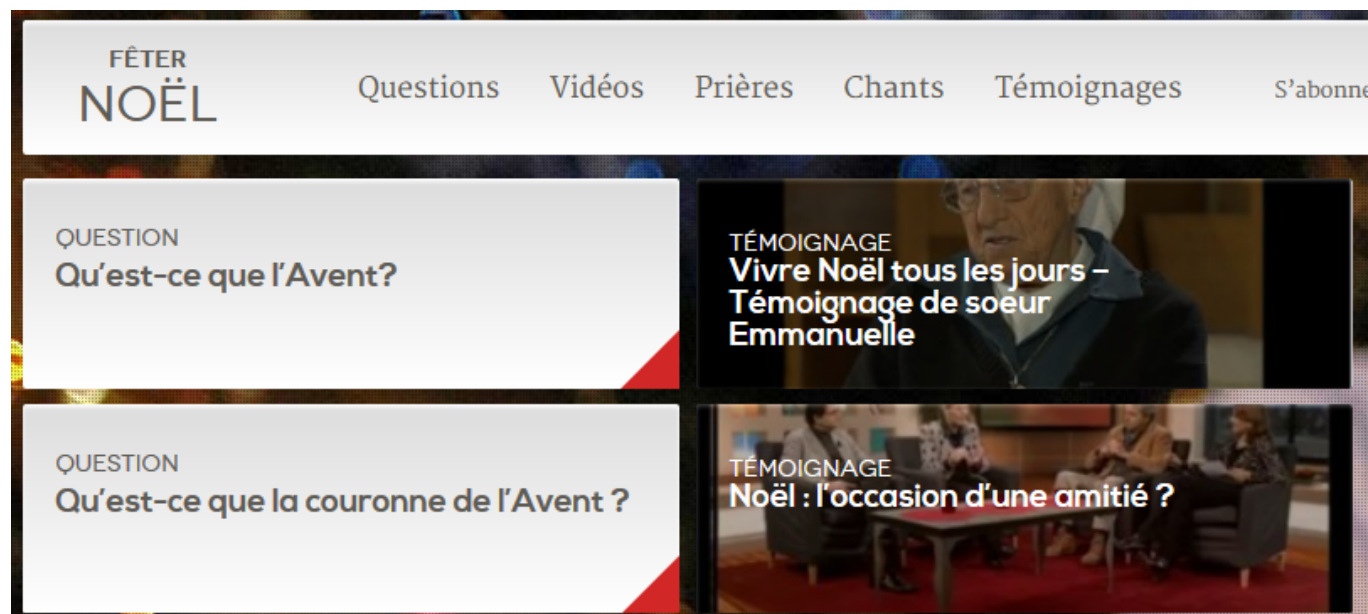 FÊTER
NOËL
Questions Vidéos Prières Chants Témoignages S'abonne
QUESTION
Qu'est-ce que l'Avent?
TÉMOIGNAGE
Vivre Noël tous les jours –
Témoignage de soeur
Emmanuelle
QUESTION
Qu'est-ce que la couronne de l'Avent ?
TÉMOIGNAGE
Noël : l'occasion d'une amitié ?